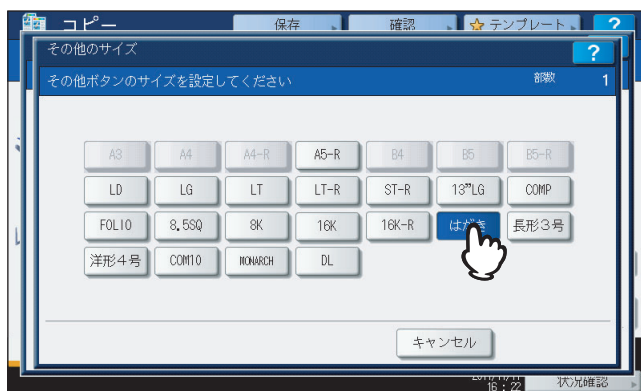 コピー 保存 確認 テンプレート ?
その他のサイズ ?
その他ボタンのサイズを設定してください 部数 1
A3 A4 A4-R A5-R B4 B5 B5-R
LD LG LT LT-R ST-R 13"LG COMP
FOLIO 8.5SQ 8K 16K 16K-R はがき 長形3号
洋形4号 COM10 MONARCH DL
キャンセル
16:22 状況確認